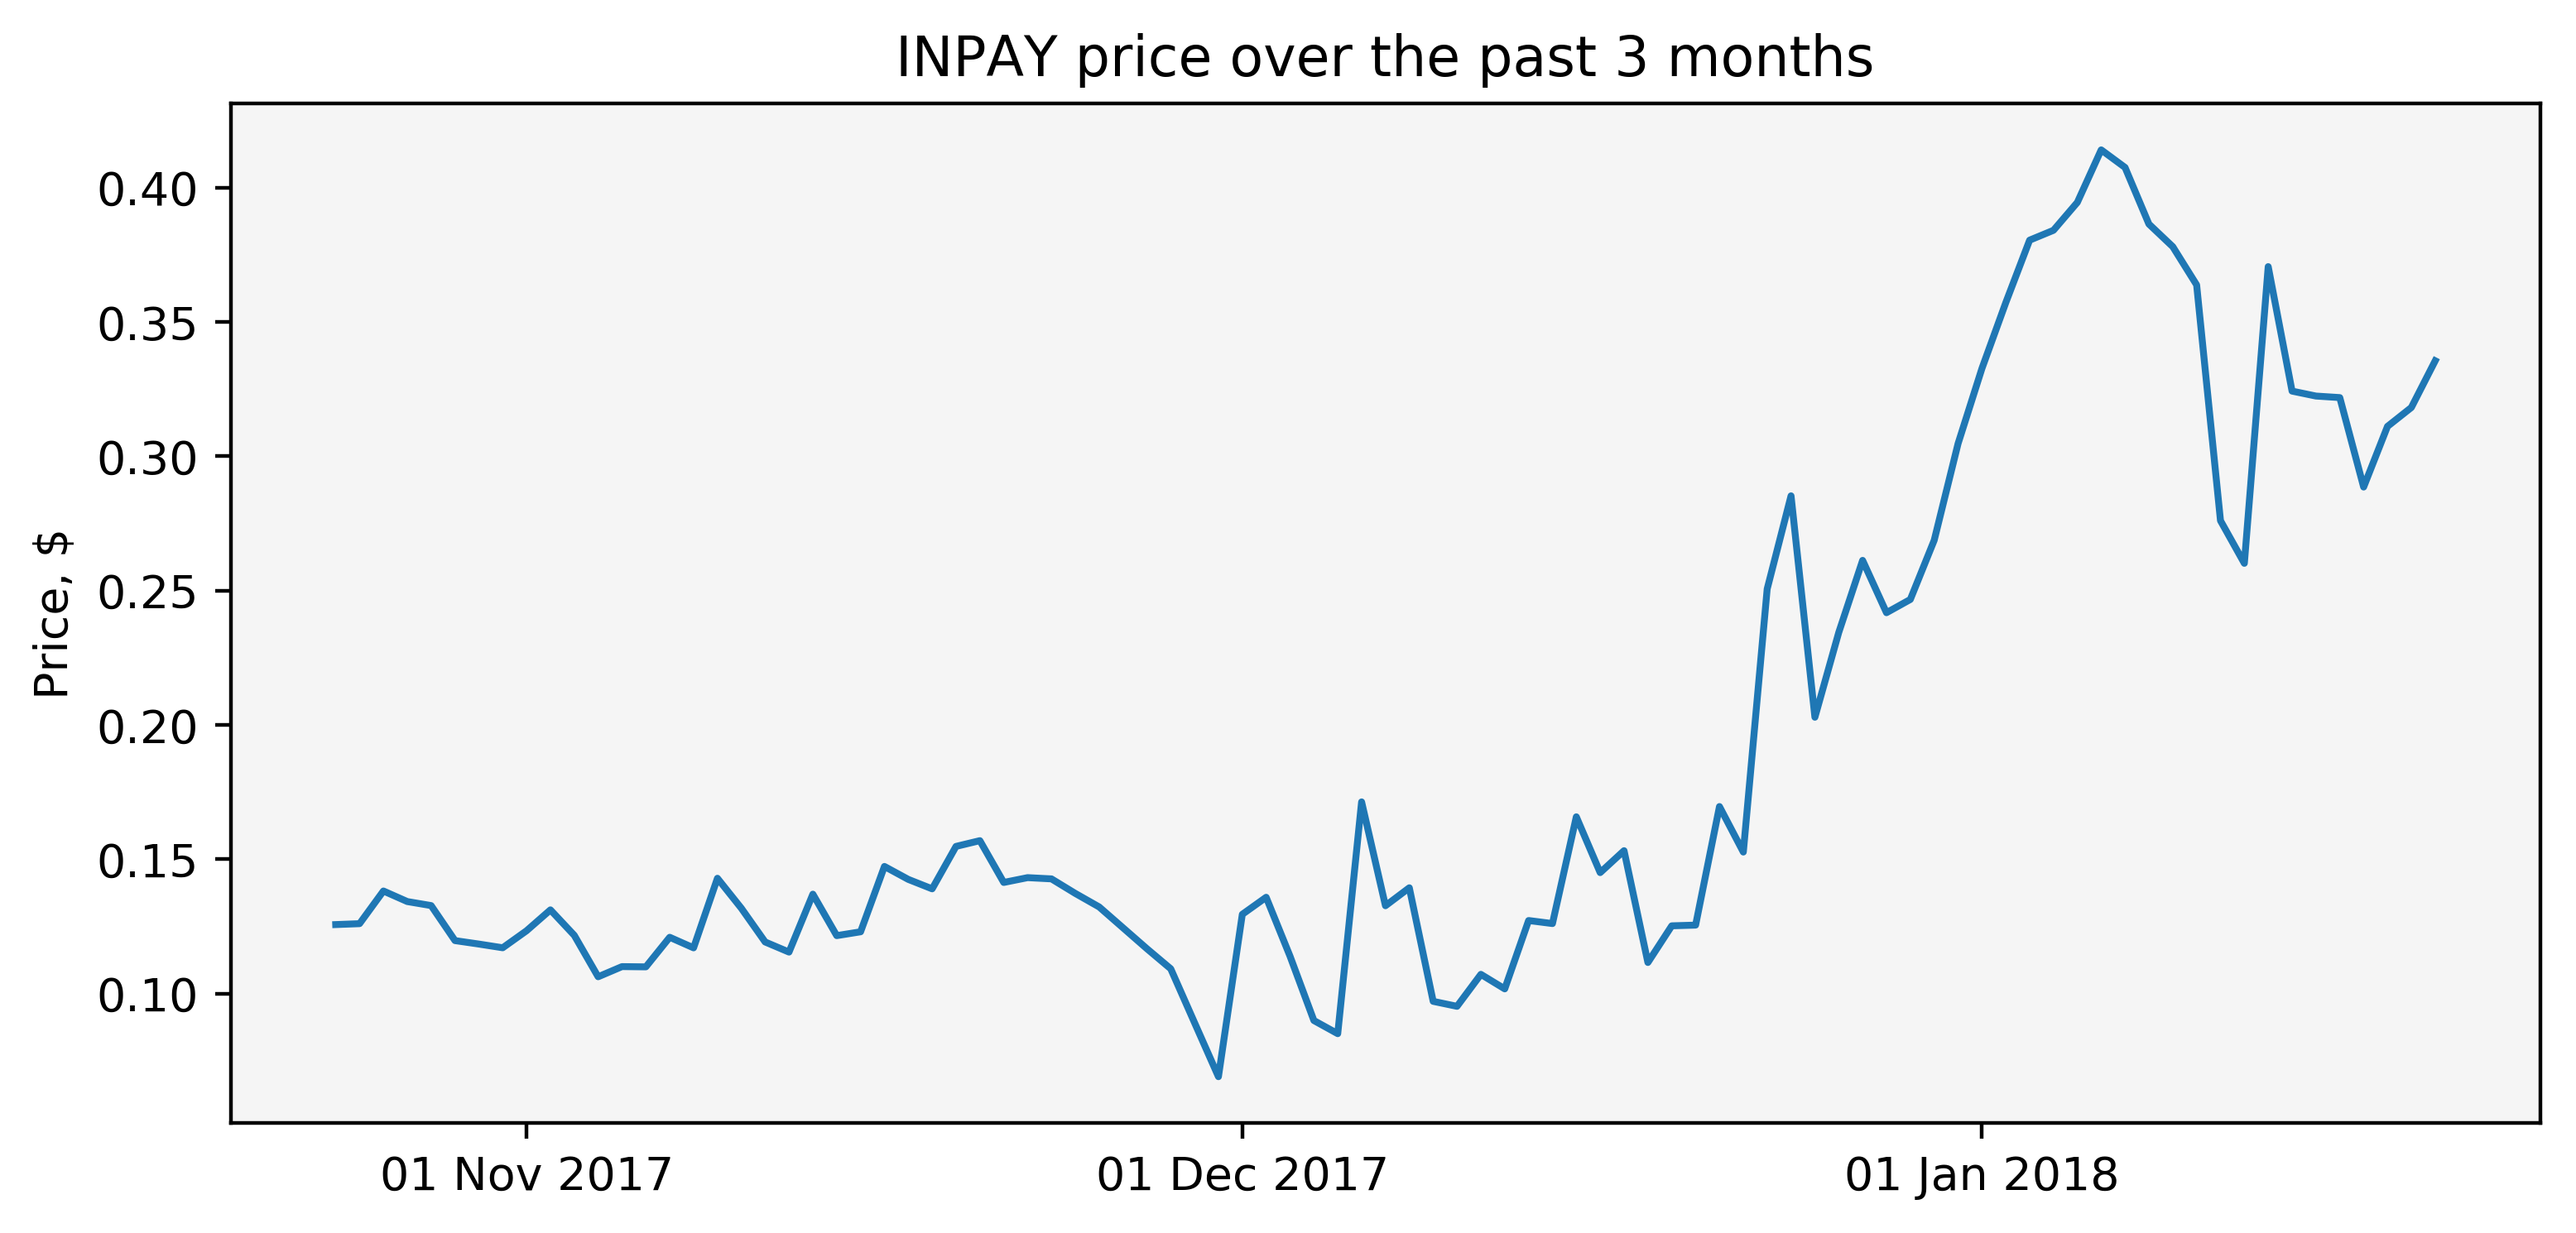 INPAY price over the past 3 months
Price, $
0.40
0.35
0.30
0.25
0.20
0.15
0.10
01 Nov 2017
01 Dec 2017
01 Jan 2018